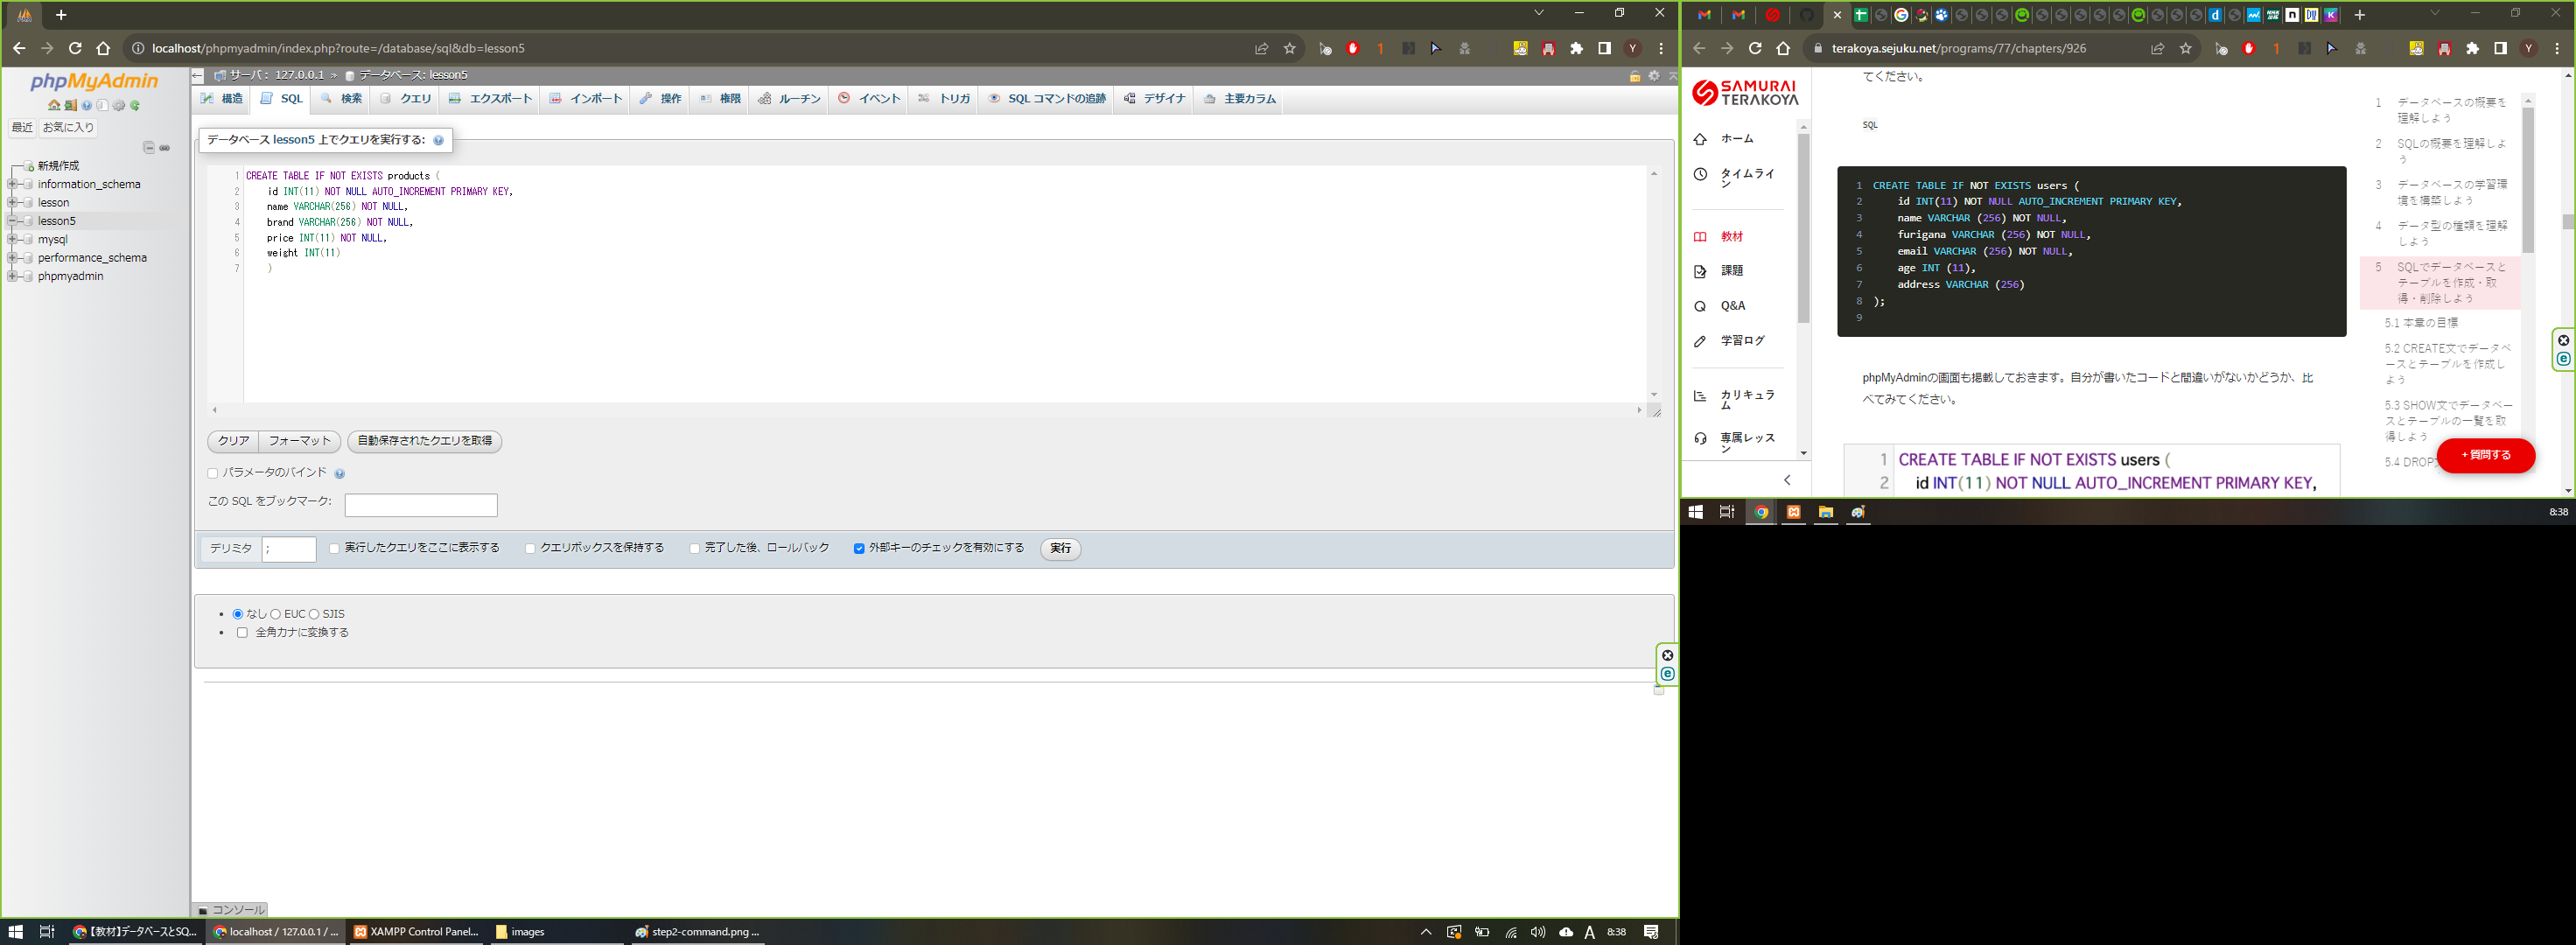 localhost/phpmyadmin/index.php?route=/database/sql&db=lesson5
phpMyAdmin
最近 お気に入り
新規作成
information_schema
lesson
lesson5
mysql
performance_schema
phpmyadmin
サーバ: 127.0.0.1 » データベース: lesson5
構造 SQL 検索 クエリ エクスポート インポート 操作 権限 ルーチン イベント トリガ SQL コマンドの追跡 デザイナ 主要カラム
データベース lesson5 上でクエリを実行する:
1 CREATE TABLE IF NOT EXISTS products (
2 id INT(11) NOT NULL AUTO_INCREMENT PRIMARY KEY,
3 name VARCHAR(256) NOT NULL,
4 brand VARCHAR(256) NOT NULL,
5 price INT(11) NOT NULL,
6 weight INT(11)
7 )
クリア フォーマット 自動保存されたクエリを取得
パラメータのバインド
この SQL をブックマーク:
デリミタ ; 実行したクエリをここに表示する クエリボックスを保持する 完了した後、ロールバック 外部キーのチェックを有効にする 実行
なし EUC SJIS
全角カナに変換する
コンソール
【教材】データベースとSQ... localhost / 127.0.0.1 / ... XAMPP Control Panel... images step2-command.png ... A 8:38
terakoya.sejuku.net/programs/77/chapters/926
SAMURAI
TERAKOYA
ホーム
タイムライ
ン
教材
課題
Q&A
学習ログ
カリキュラ
ム
専属レッス
ン
てください。
SQL
1 CREATE TABLE IF NOT EXISTS users (
2 id INT(11) NOT NULL AUTO_INCREMENT PRIMARY KEY,
3 name VARCHAR (256) NOT NULL,
4 furigana VARCHAR (256) NOT NULL,
5 email VARCHAR (256) NOT NULL,
6 age INT (11),
7 address VARCHAR (256)
8 );
9
phpMyAdminの画面も掲載しておきます。自分が書いたコードと間違いがないかどうか、比
べてみてください。
1 CREATE TABLE IF NOT EXISTS users (
2 id INT(11) NOT NULL AUTO_INCREMENT PRIMARY KEY,
1 データベースの概要を
理解しよう
2 SQLの概要を理解しよ
う
3 データベースの学習環
境を構築しよう
4 データ型の種類を理解
しよう
5 SQLでデータベースと
テーブルを作成・取
得・削除しよう
5.1 本章の目標
5.2 CREATE文でデータベ
ースとテーブルを作成し
よう
5.3 SHOW文でデータベー
スとテーブルの一覧を取
得しよう
5.4 DROP
+ 質問する
8:38